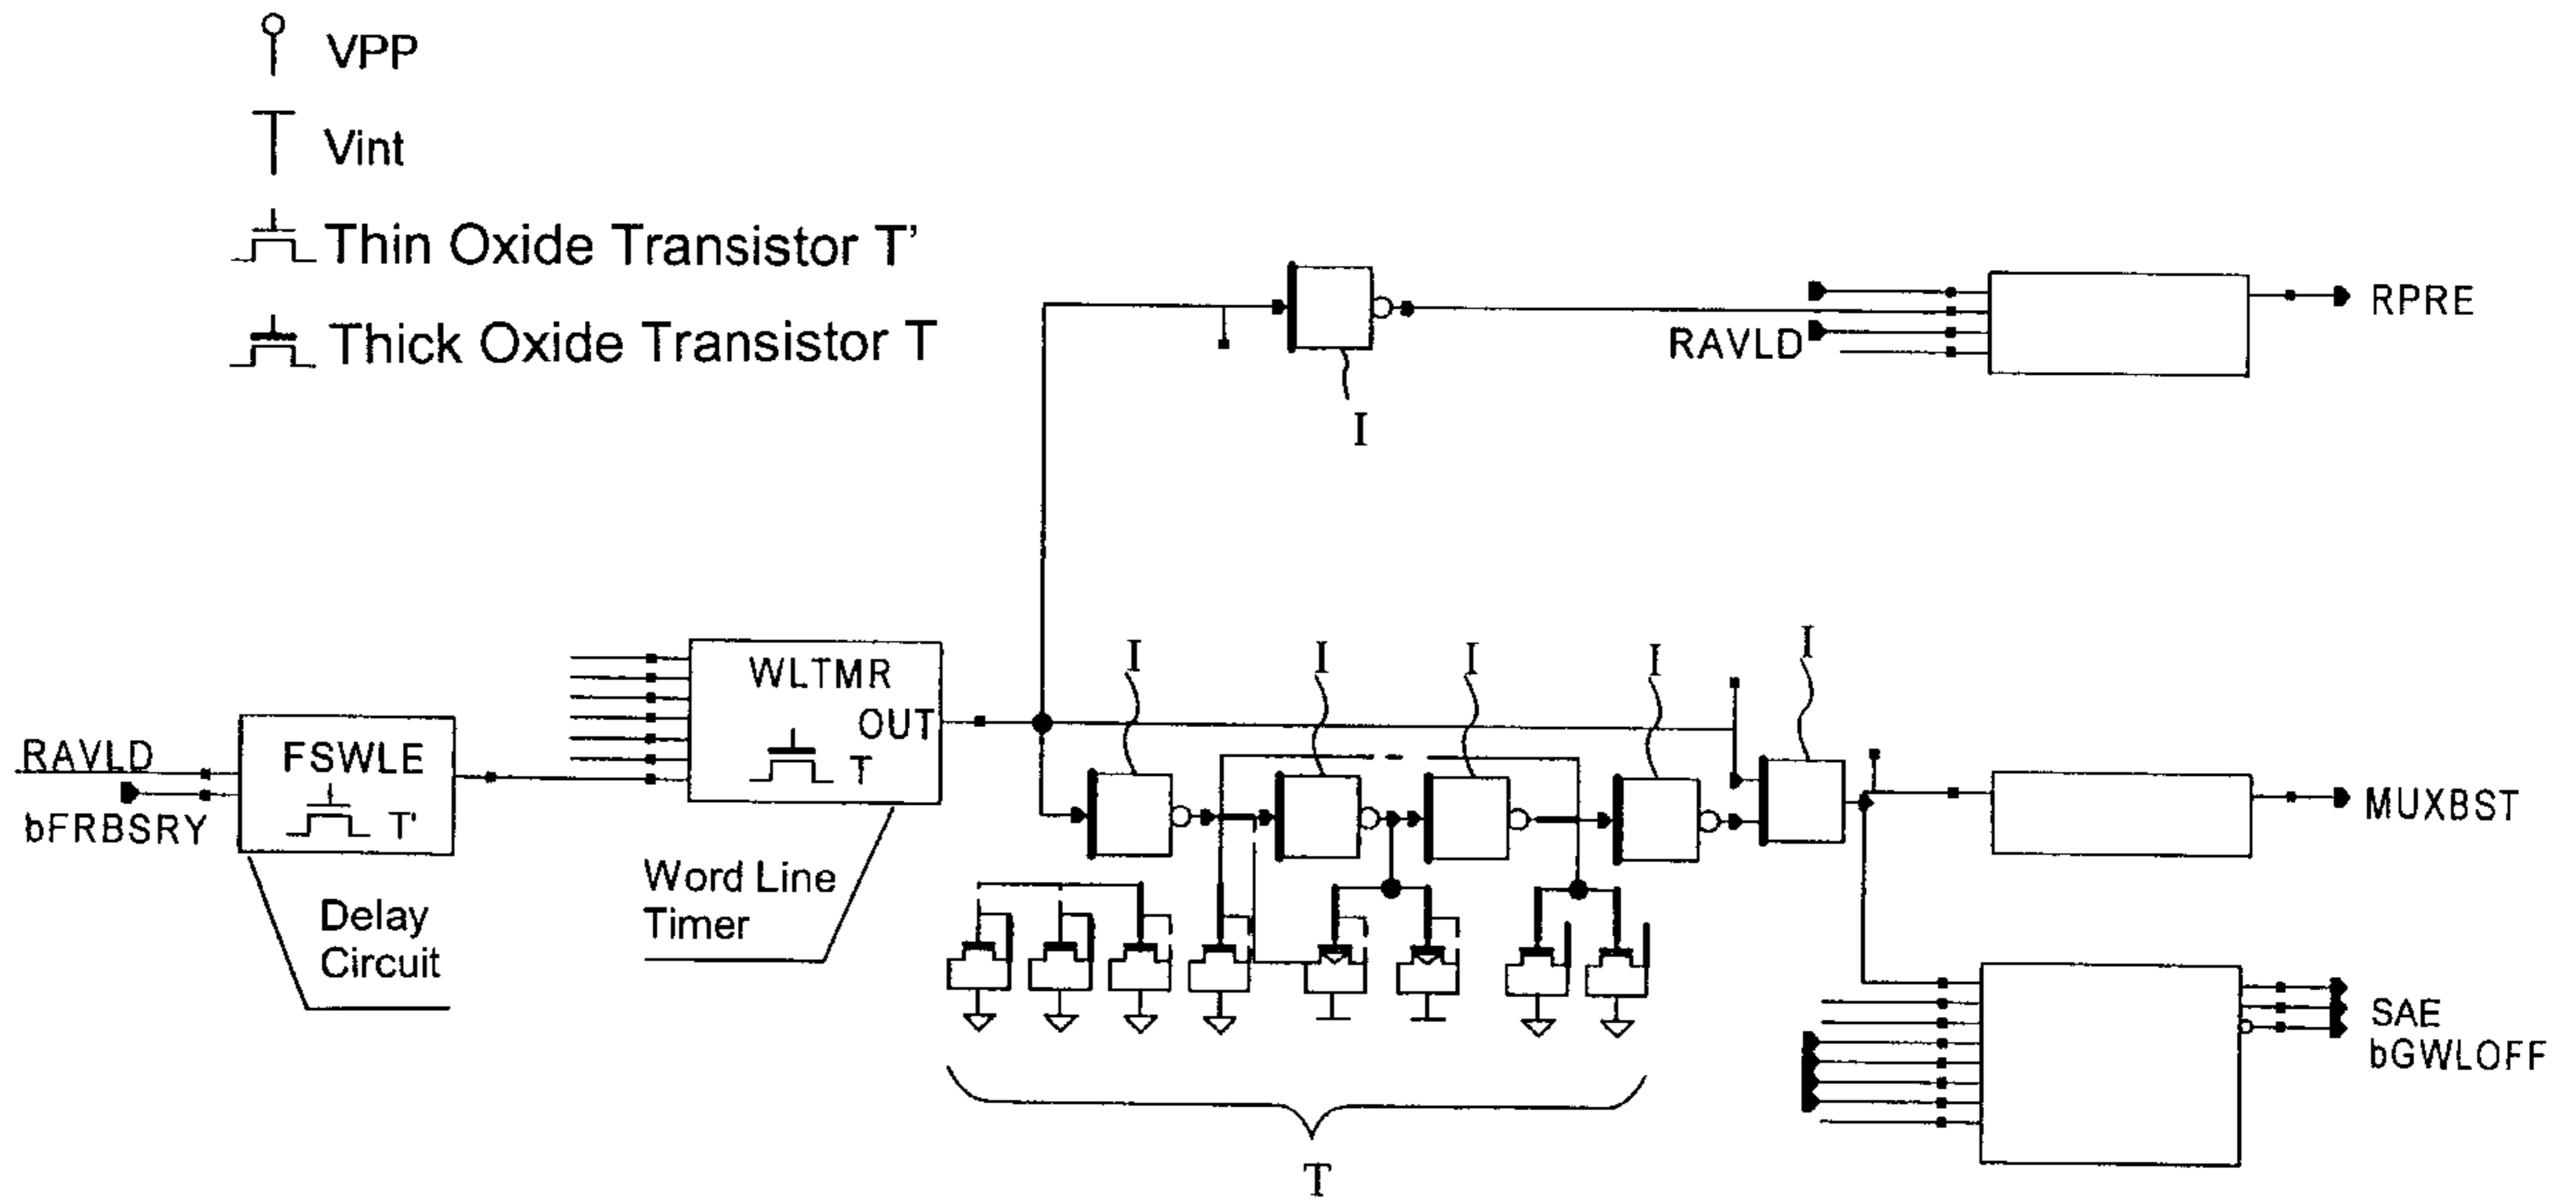 VPP
Vint
Thin Oxide Transistor T'
Thick Oxide Transistor T
RPRE
RAVLD
I
I
I
I
I
I
WLTMR
OUT
T
RAVLD
FSWLE
T'
bFRBSRY
MUXBST
Word Line
Timer
Delay
Circuit
SAE
bGWLOFF
T